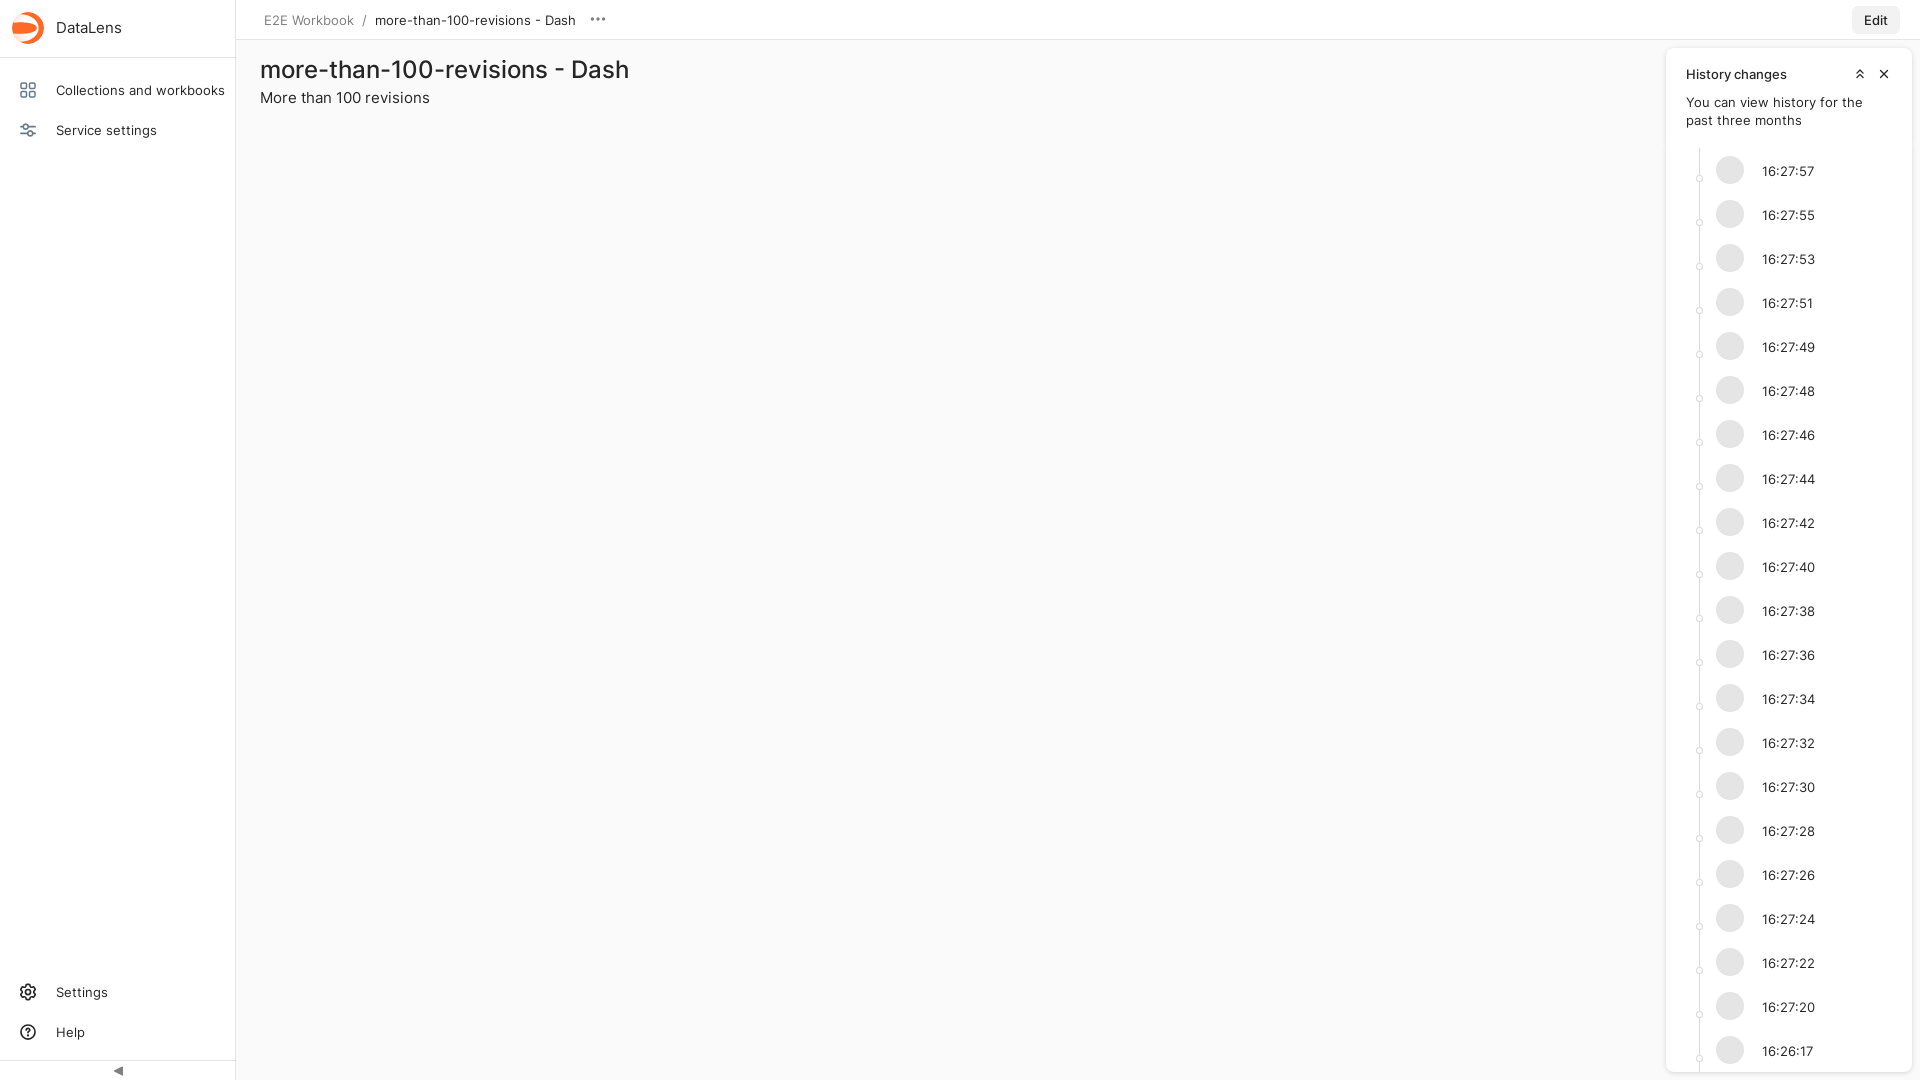 DataLens
Collections and workbooks
Service settings
Settings
Help
E2E Workbook / more-than-100-revisions - Dash
Edit
more-than-100-revisions - Dash
More than 100 revisions
History changes
You can view history for the
past three months
16:27:57
16:27:55
16:27:53
16:27:51
16:27:49
16:27:48
16:27:46
16:27:44
16:27:42
16:27:40
16:27:38
16:27:36
16:27:34
16:27:32
16:27:30
16:27:28
16:27:26
16:27:24
16:27:22
16:27:20
16:26:17